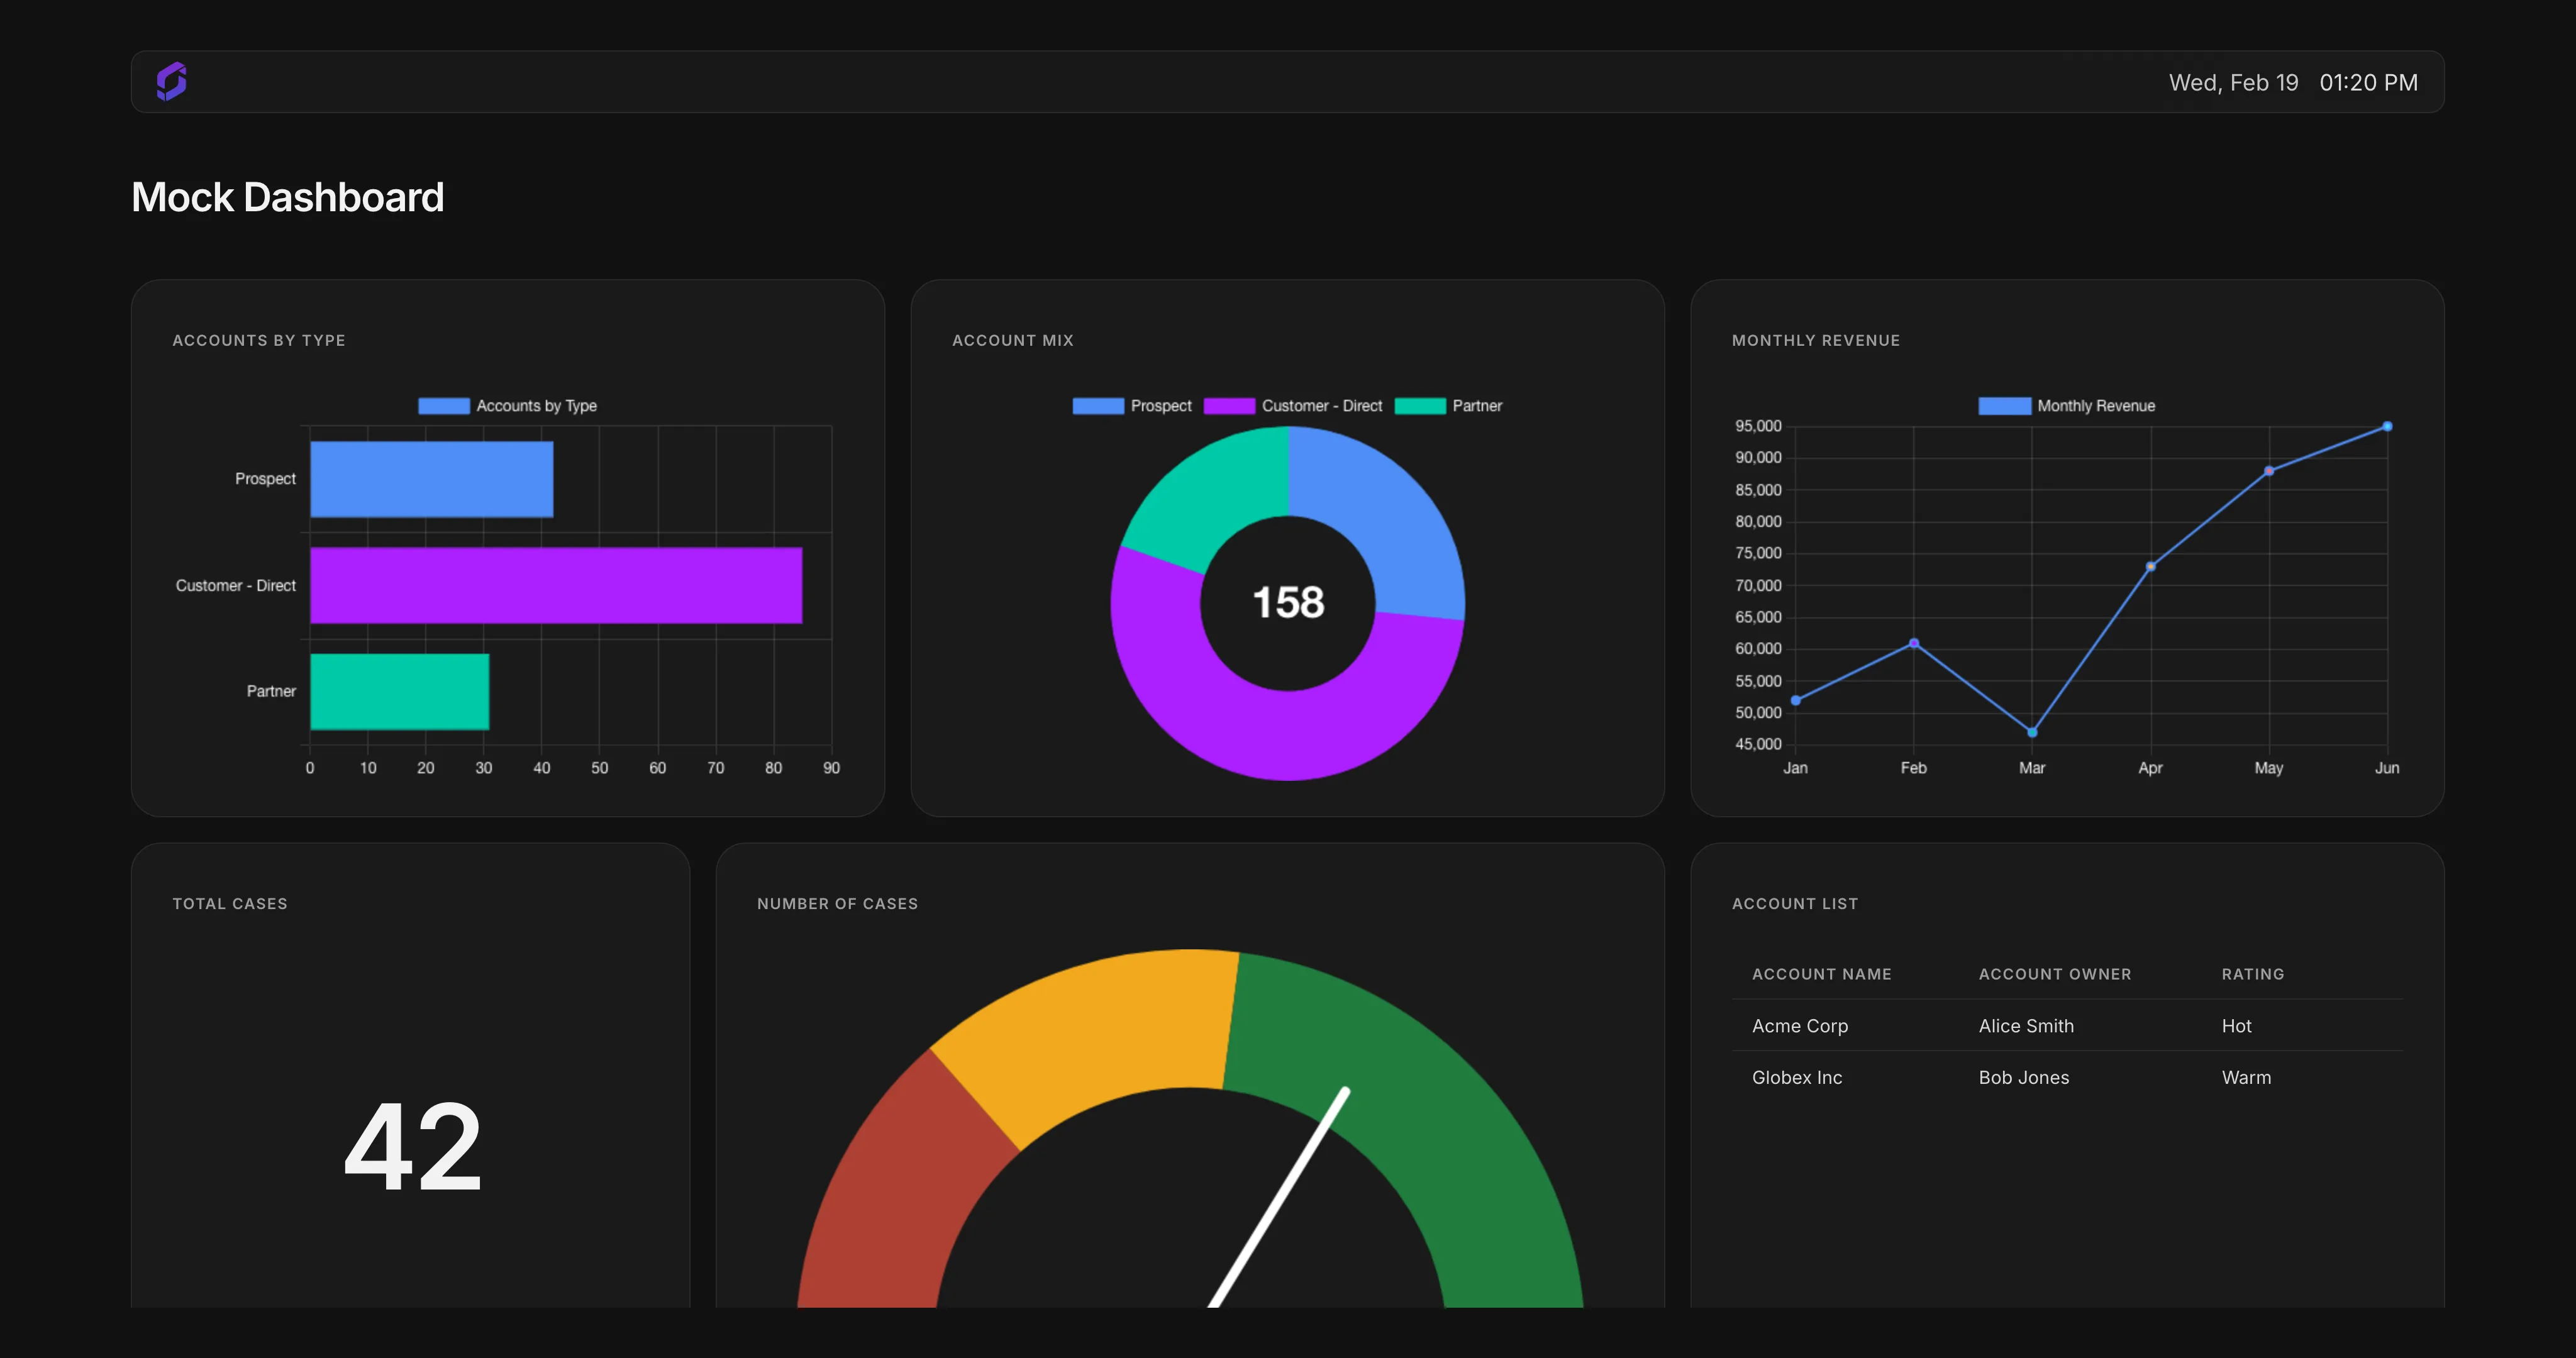 Wed, Feb 19 01:20 PM
Mock Dashboard
ACCOUNTS BY TYPE
Accounts by Type
Prospect
Customer - Direct
Partner
0 10 20 30 40 50 60 70 80 90
ACCOUNT MIX
Prospect Customer - Direct Partner
158
MONTHLY REVENUE
Monthly Revenue
95,000
90,000
85,000
80,000
75,000
70,000
65,000
60,000
55,000
50,000
45,000
Jan Feb Mar Apr May Jun
TOTAL CASES
42
NUMBER OF CASES
ACCOUNT LIST
ACCOUNT NAME ACCOUNT OWNER RATING
Acme Corp Alice Smith Hot
Globex Inc Bob Jones Warm